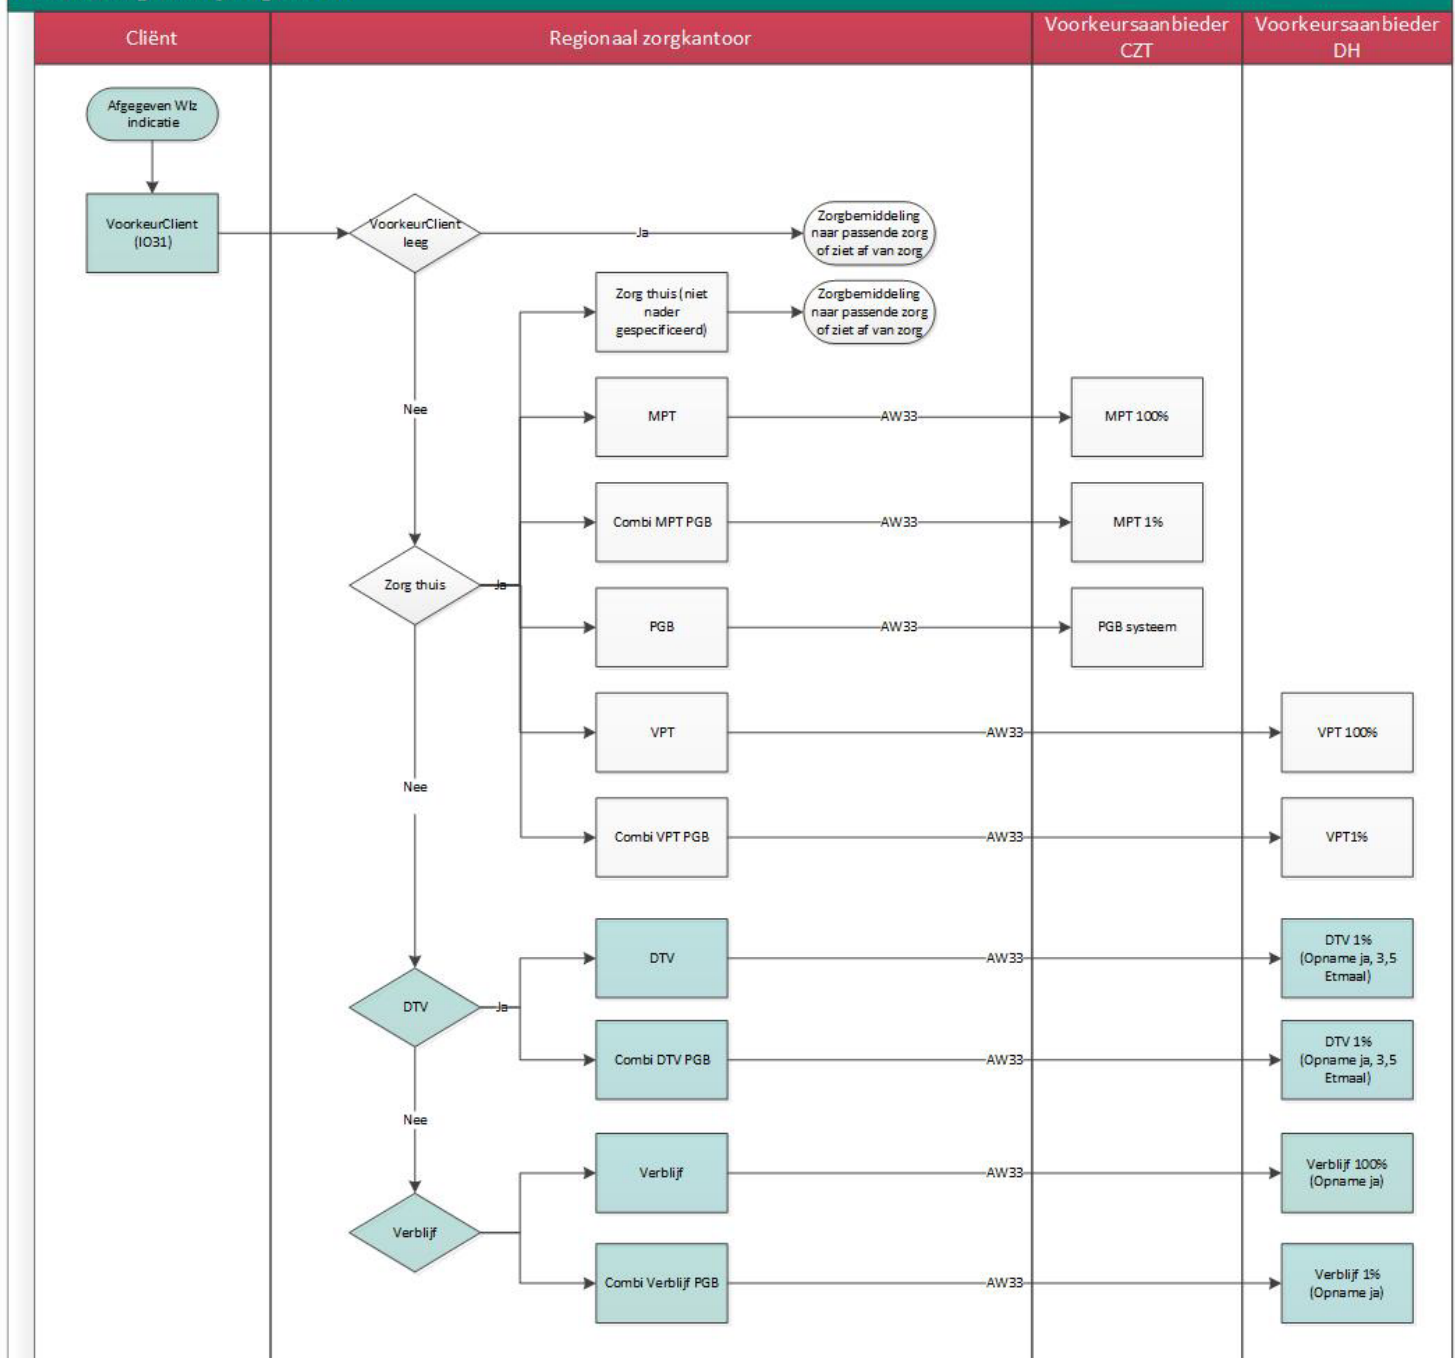 Cliënt
Regionaal zorgkantoor
Voorkeursaanbieder
CZT
Voorkeursaanbieder
DH
Afgegeven Wlz
indicatie
VoorkeurClient
(IO31)
VoorkeurClient
leeg
Ja
Zorgbemiddeling
naar passende zorg
of ziet af van zorg
Zorg thuis (niet
nader
gespecificeerd)
Zorgbemiddeling
naar passende zorg
of ziet af van zorg
Nee
MPT
AW33
MPT 100%
Combi MPT PGB
AW33
MPT 1%
Zorg thuis
Ja
PGB
AW33
PGB systeem
VPT
AW33
VPT 100%
Nee
Combi VPT PGB
AW33
VPT1%
DTV
AW33
DTV 1%
(Opname ja, 3,5
Etmaal)
DTV
Ja
Combi DTV PGB
AW33
DTV 1%
(Opname ja, 3,5
Etmaal)
Nee
Verblijf
AW33
Verblijf 100%
(Opname ja)
Verblijf
Combi Verblijf PGB
AW33
Verblijf 1%
(Opname ja)